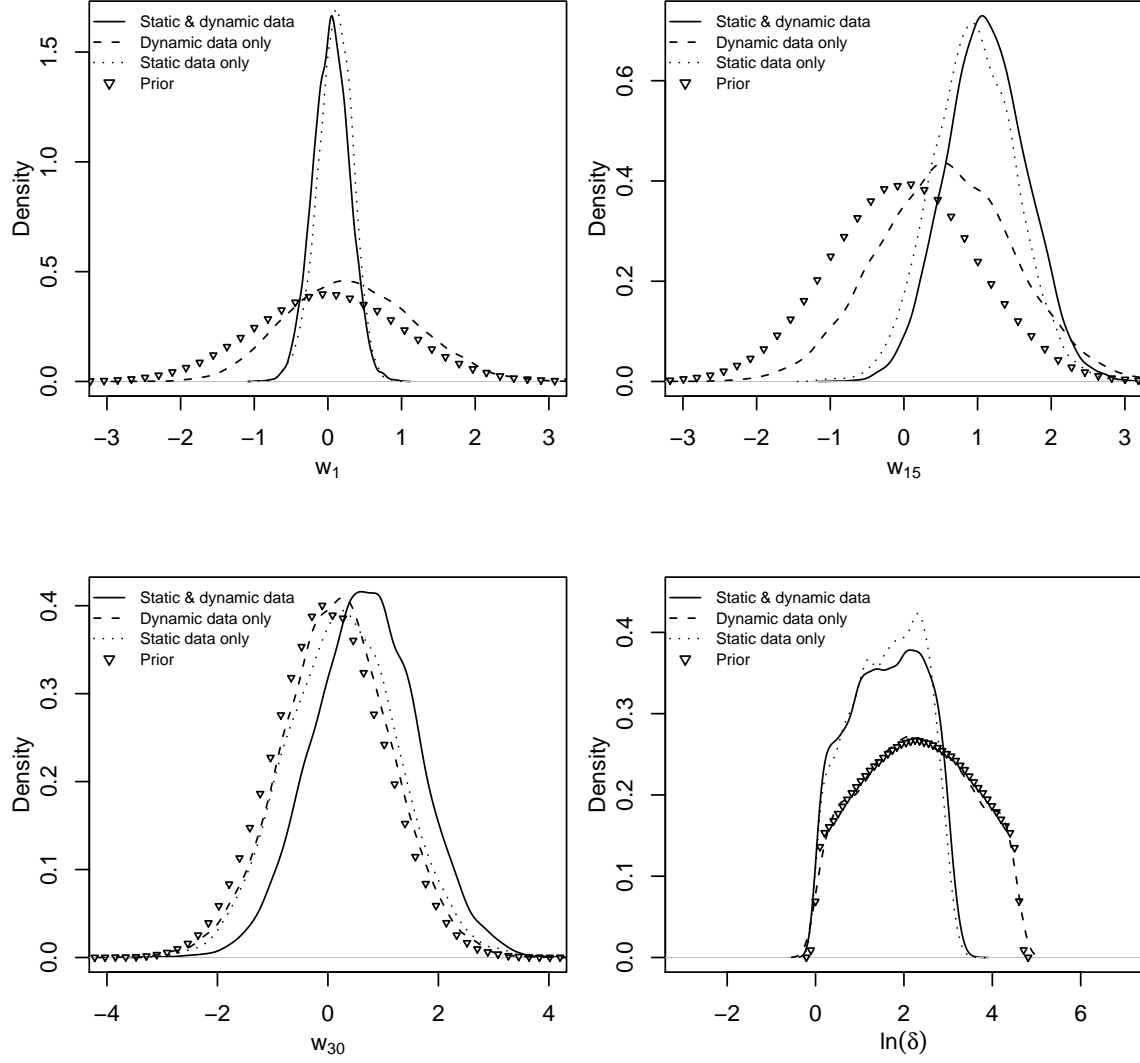 Static & dynamic data
Dynamic data only
Static data only
Prior
Density
0.0 0.5 1.0 1.5
−3 −2 −1 0 1 2 3
w1
Static & dynamic data
Dynamic data only
Static data only
Prior
Density
0.0 0.2 0.4 0.6
−3 −2 −1 0 1 2 3
w15
Static & dynamic data
Dynamic data only
Static data only
Prior
Density
0.0 0.1 0.2 0.3 0.4
−4 −2 0 2 4
w30
Static & dynamic data
Dynamic data only
Static data only
Prior
Density
0.0 0.1 0.2 0.3 0.4
−2 0 2 4 6
ln(δ)